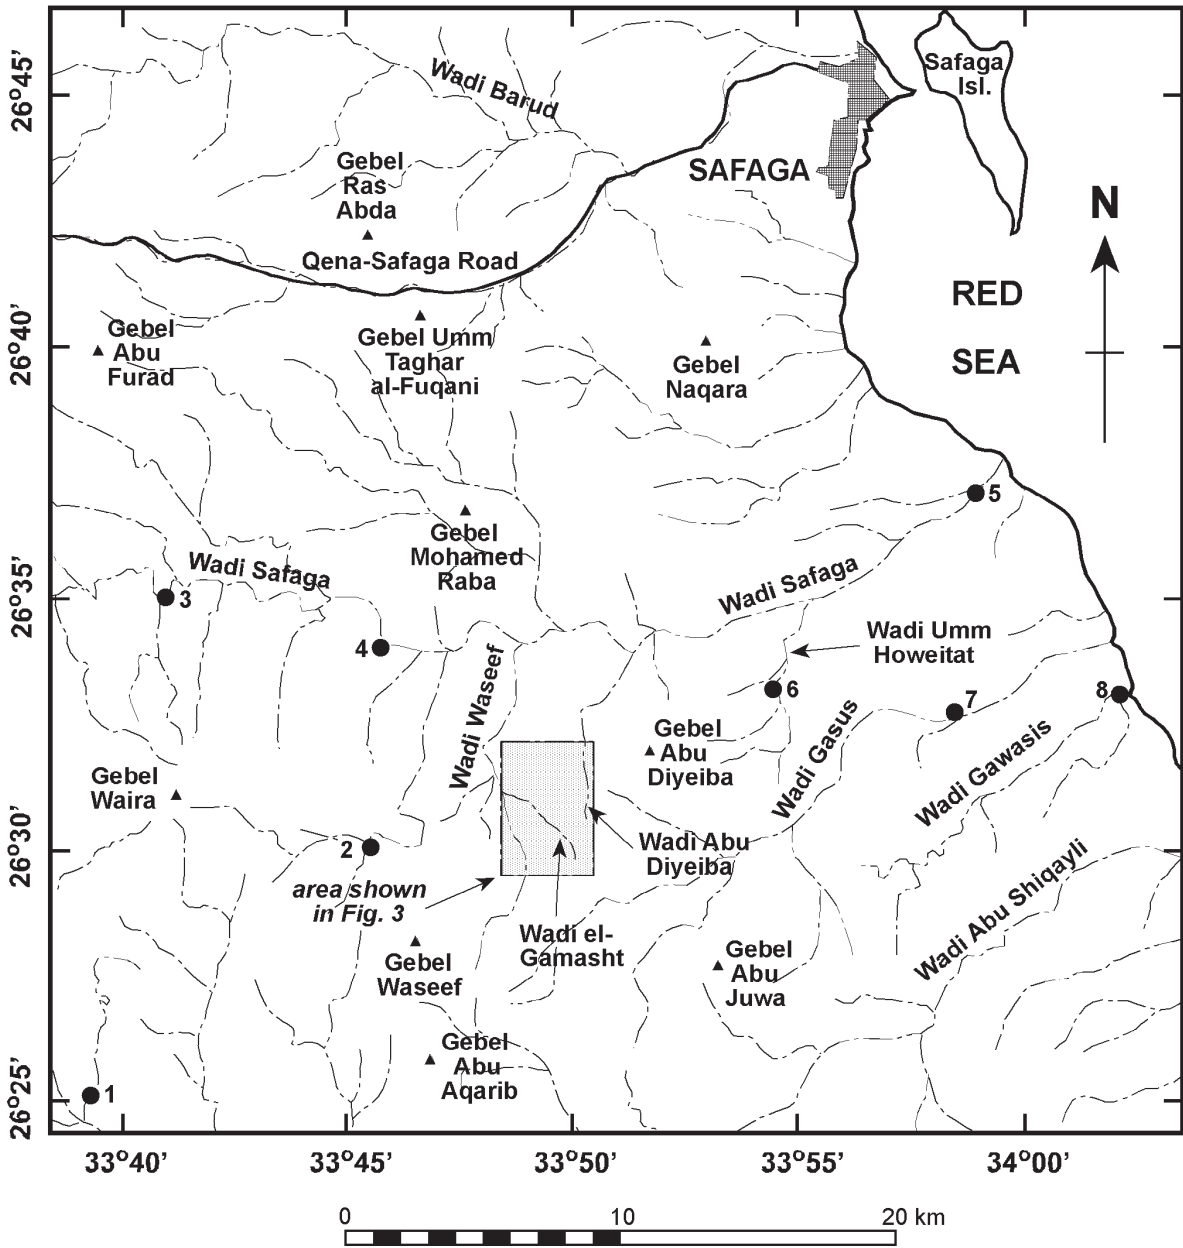 Safaga
Isl.
26°45'
Wadi Barud
Gebel
Ras
Abda
SAFAGA
N
Qena-Safaga Road
RED
SEA
26°40'
Gebel
Abu
Furad
Gebel Umm
Taghar
al-Fuqani
Gebel
Naqara
5
Gebel
Mohamed
Raba
Wadi Safaga
Wadi Safaga
26°35'
3
4
Wadi Umm
Howeitat
Wadi Waseef
6
7
8
Gebel
Abu
Diyeiba
Wadi Gasus
Wadi Gawasis
Gebel
Waira
26°30'
2
Wadi Abu
Diyeiba
area shown
in Fig. 3
Wadi Abu Shiqayli
Wadi el-
Gamasht
Gebel
Waseef
Gebel
Abu
Juwa
Gebel
Abu
Aqarib
26°25'
1
33°40'
33°45'
33°50'
33°55'
34°00'
0
10
20 km